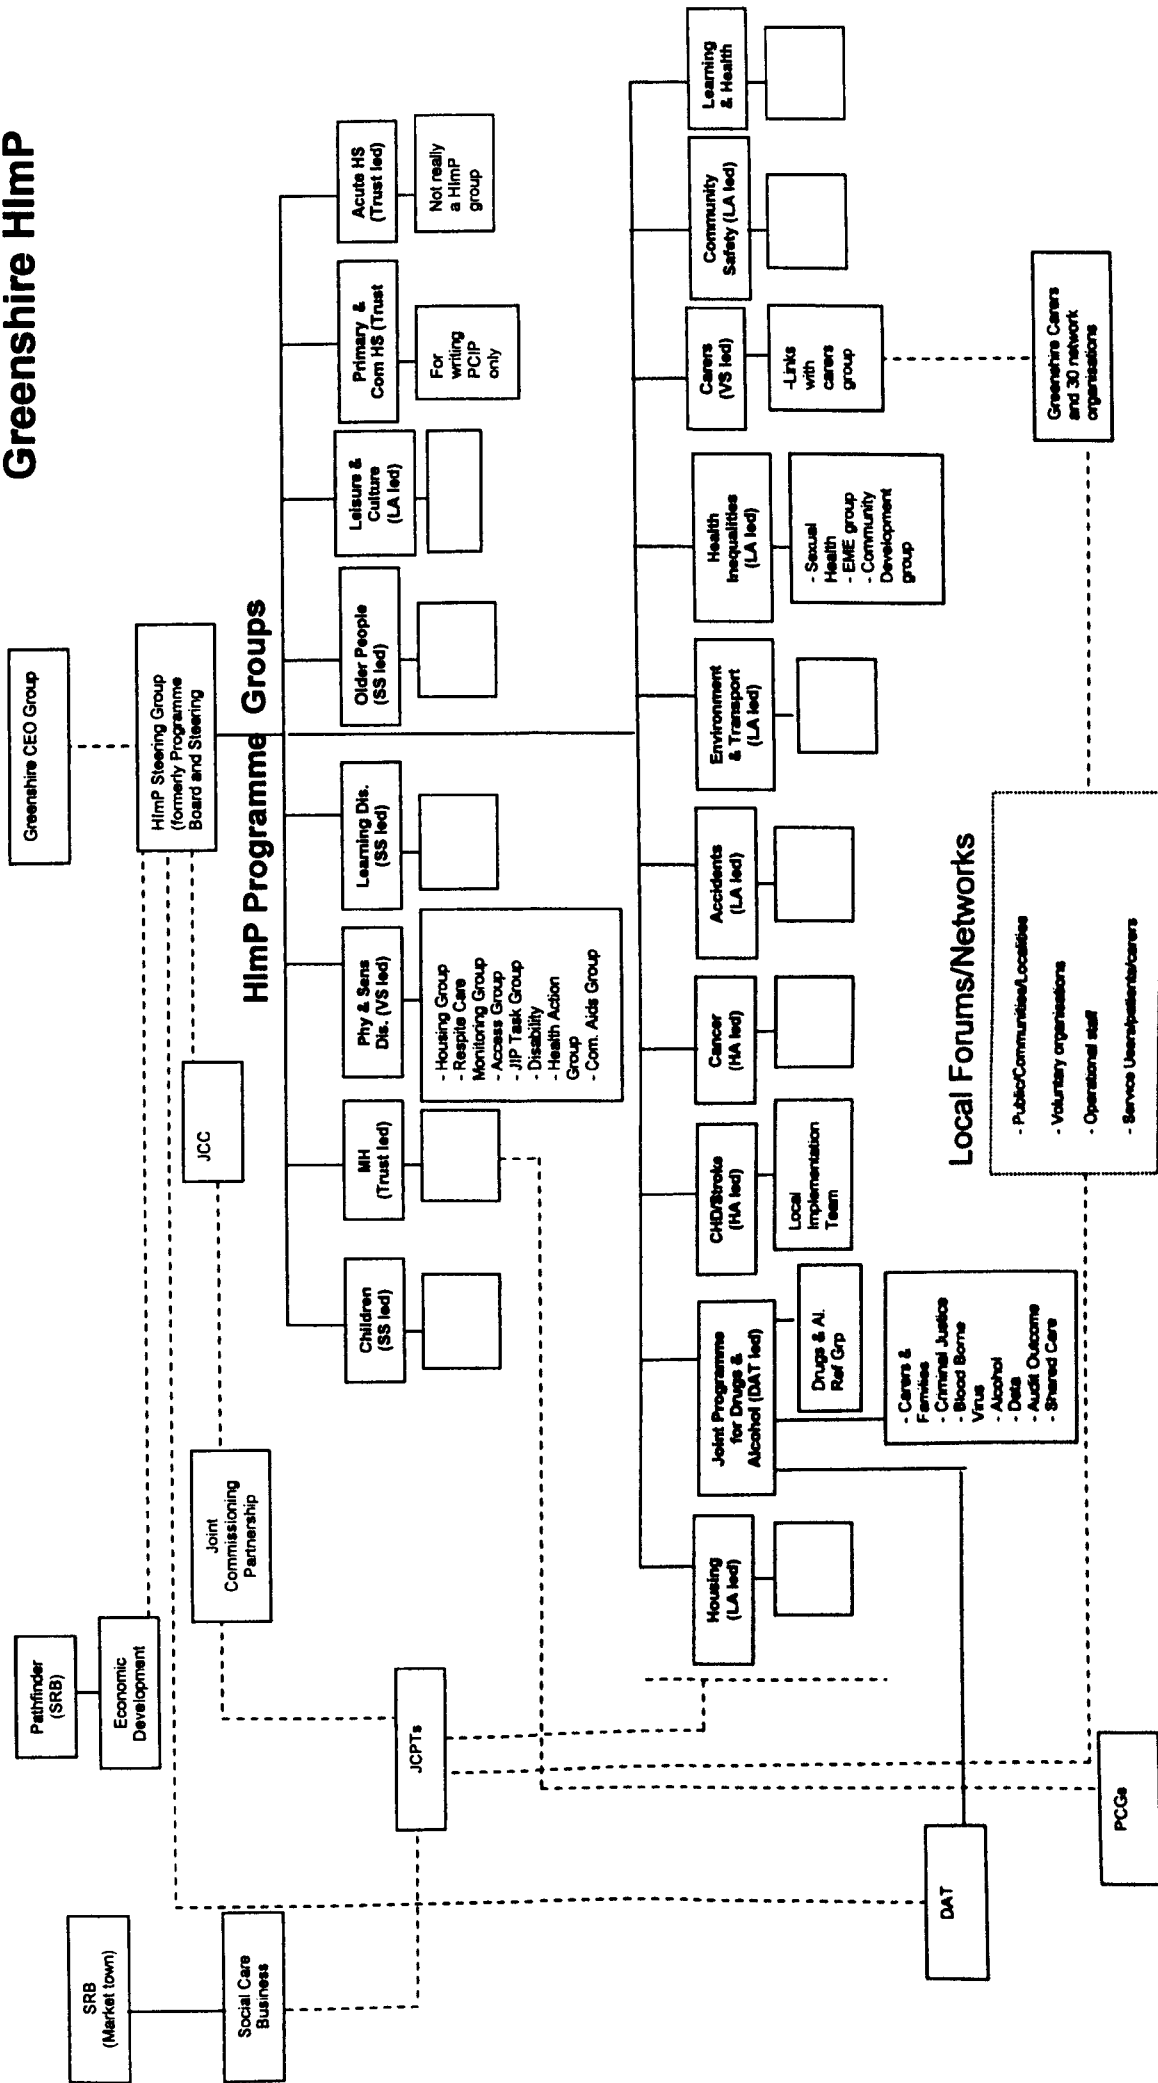 Greenshire HImP
Greenshire CEO Group
HImP Steering Group
(formerly Programme
Board and Steering
Pathfinder
(SRB)
Economic
Development
SRB
(Market town)
Social Care
Business
Joint
Commissioning
Partnership
JCC
JCPTs
HImP Programme Groups
Children
(SS led)
MH
(Trust led)
Phy & Sens
Dis. (VS led)
- Housing Group
- Respite Care
Monitoring Group
- Access Group
- JIP Task Group
- Disability
- Health Action
Group
- Com. Aids Group
Learning Dis.
(SS led)
Older People
(SS led)
Leisure &
Culture
(LA led)
Primary &
Com HS (Trust
For
writing
PCIP
only
Acute HS
(Trust led)
Not really
a HImP
group
Housing
(LA led)
Joint Programme
for Drugs &
Alcohol (DAT led)
Drugs & Al.
Ref Grp
- Carers &
Families
- Criminal Justice
- Blood Borne
Virus
- Alcohol
- Data
- Audit Outcome
- Shared Care
CHD/Stroke
(HA led)
Local
Implementation
Team
Cancer
(HA led)
Accidents
(LA led)
Environment
& Transport
(LA led)
Health
Inequalities
(LA led)
- Sexual
Health
- EME group
- Community
Development
group
Carers
(VS led)
-Links
with
carers
group
Community
Safety (LA led)
Learning
& Health
Greenshire Carers
and 30 network
organisations
Local Forums/Networks
- Public/Communities/Localities
- Voluntary organisations
- Operational staff
- Service Users/patients/carers
DAT
PCGs